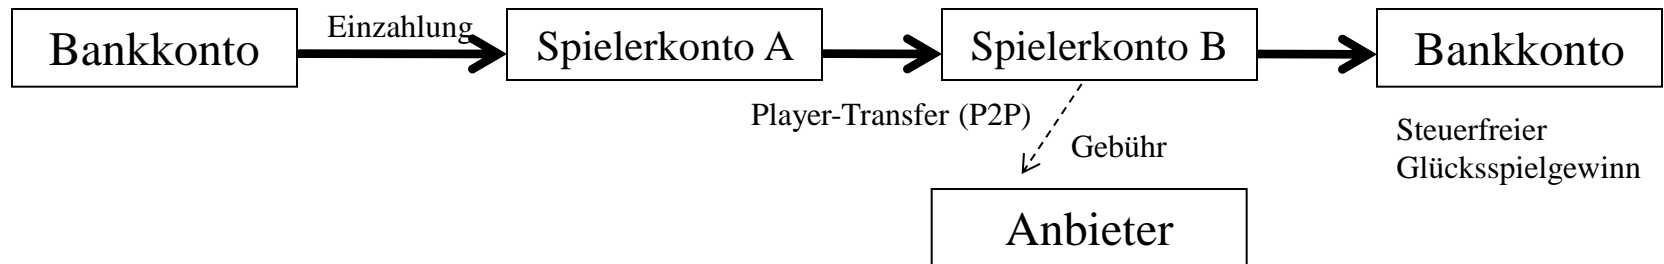 Bankkonto
Einzahlung
Spielerkonto A
Spielerkonto B
Bankkonto
Player-Transfer (P2P)
Gebühr
Steuerfreier
Glücksspielgewinn
Anbieter